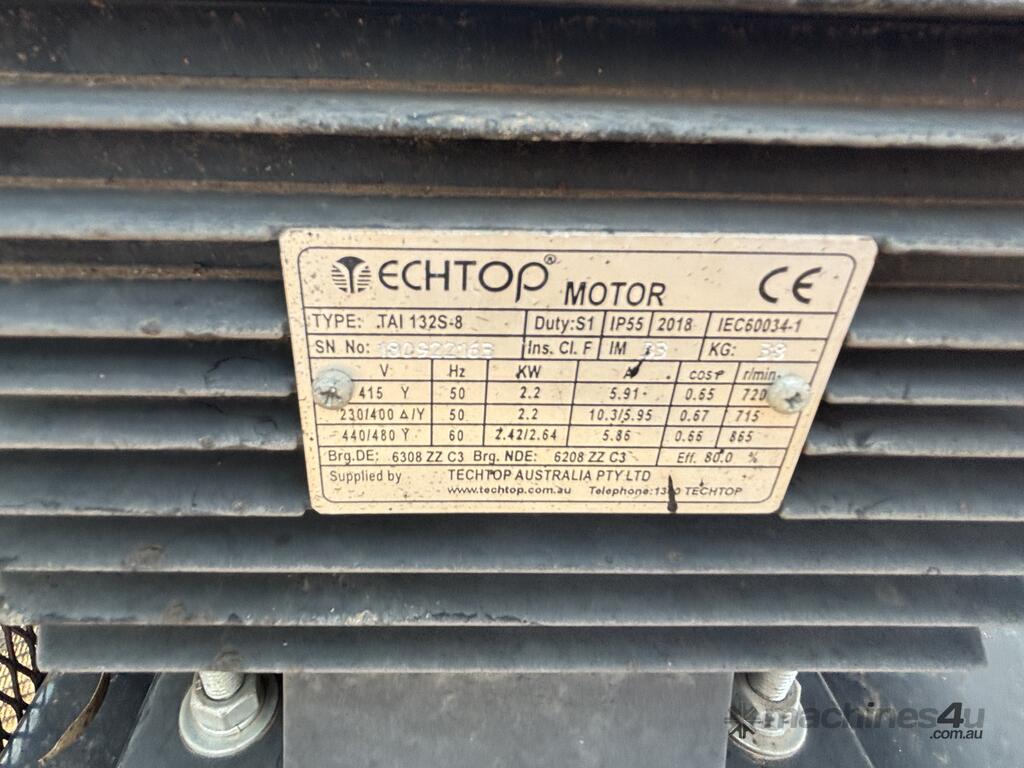 TECHTOP® MOTOR CE
TYPE: TAI 132S-8 Duty:S1 IP55 2018 IEC60034-1
SN No: Ins. Cl. F IM KG:
V Hz KW A cosφ r/min
415 Y 50 2.2 5.91 0.65 720
230/400 Δ/Y 50 2.2 10.3/5.95 0.67 715
440/480 Y 60 2.42/2.64 5.86 0.66 865
Brg.DE: 6308 ZZ C3 Brg. NDE: 6208 ZZ C3 Eff. 80.0 %
Supplied by TECHTOP AUSTRALIA PTY LTD
www.techtop.com.au Telephone:1300 TECHTOP
machines4u
.com.au